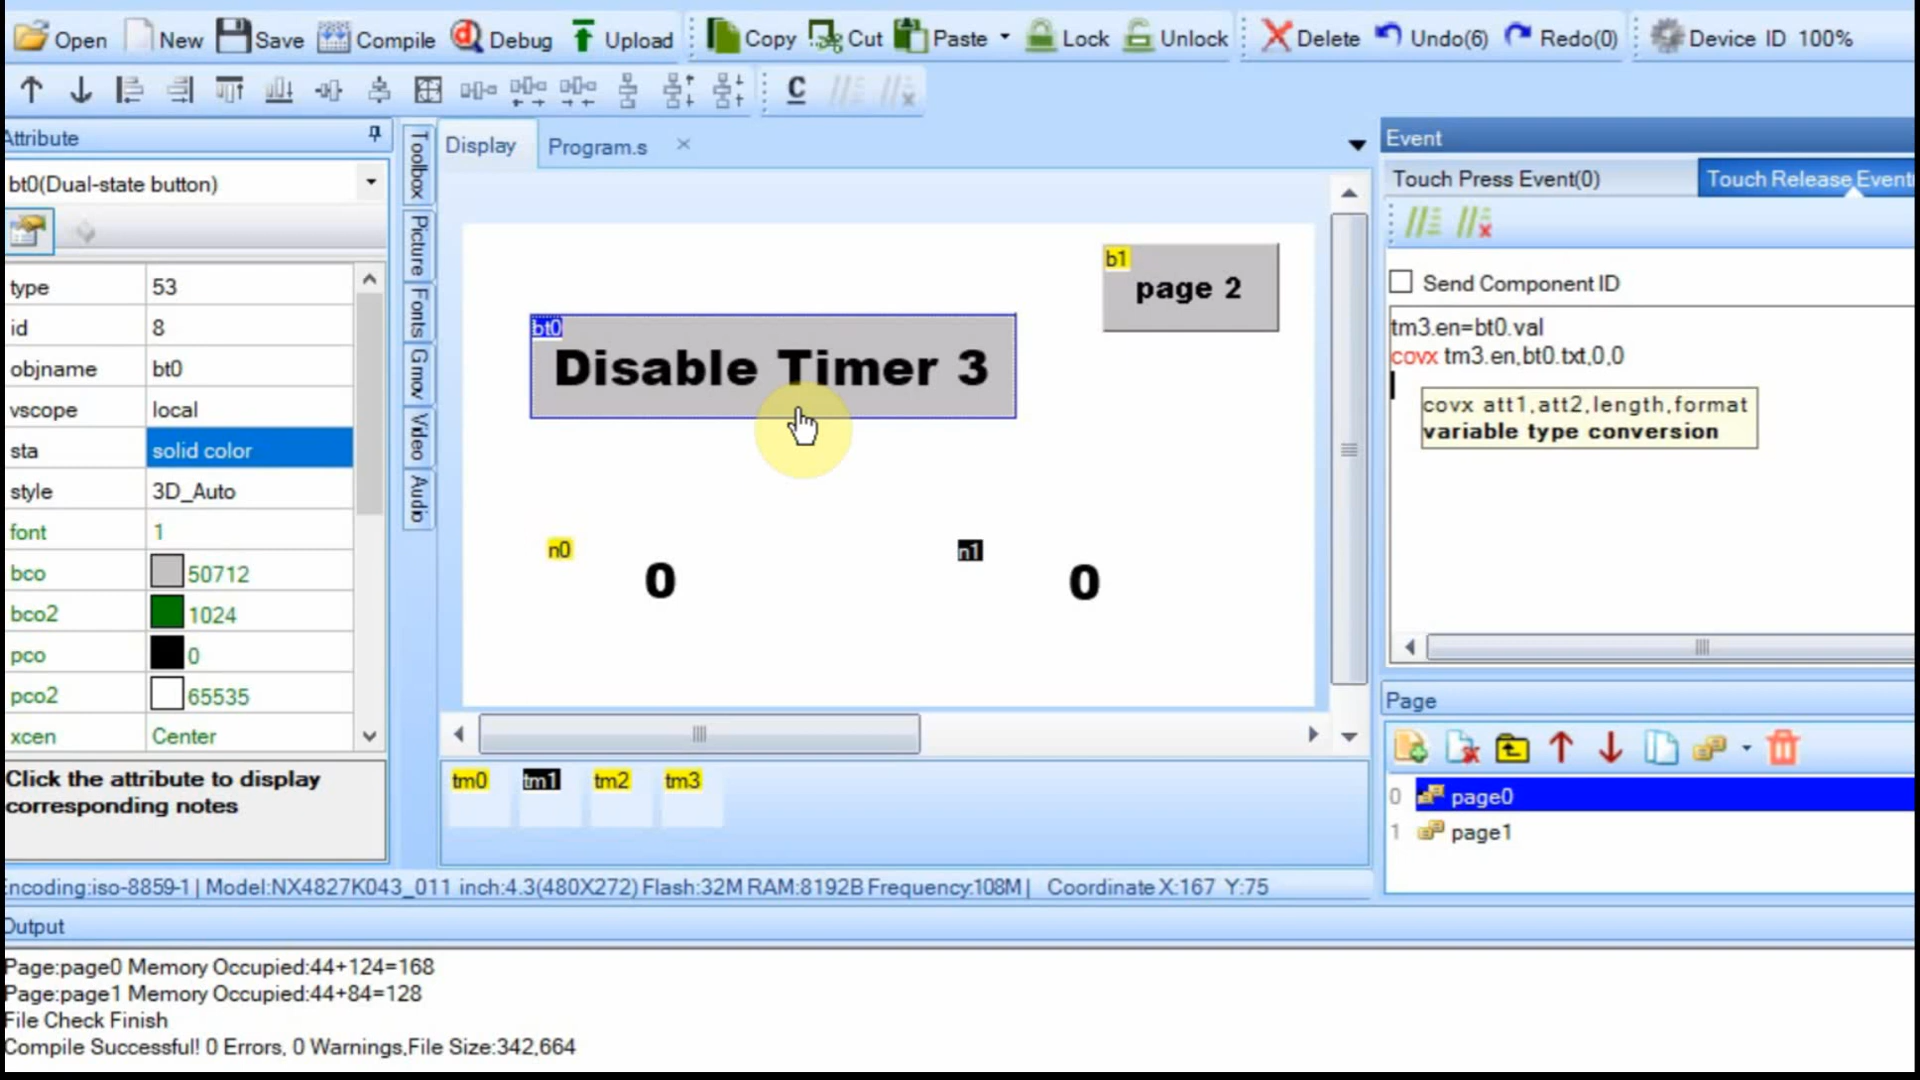 Open New Save Compile Debug Upload Copy Cut Paste Lock Unlock Delete Undo(6) Redo(0) Device ID 100%
C
Attribute
bt0(Dual-state button)
type 53
id 8
objname bt0
vscope local
sta solid color
style 3D_Auto
font 1
bco 50712
bco2 1024
pco 0
pco2 65535
xcen Center
Click the attribute to display
corresponding notes
Toolbox
Picture
Fonts
Gmov
Video
Audio
Display Program.s
b1
page 2
bt0
Disable Timer 3
n0
0
n1
0
tm0 tm1 tm2 tm3
Event
Touch Press Event(0) Touch Release Event
Send Component ID
tm3.en=bt0.val
covx tm3.en,bt0.txt,0,0
covx att1,att2,length,format
variable type conversion
Page
0 page0
1 page1
ncoding:iso-8859-1| Model:NX4827K043_011 inch:4.3(480X272) Flash:32M RAM:8192B Frequency:108M| Coordinate X:167 Y:75
Output
Page:page0 Memory Occupied:44+124=168
Page:page1 Memory Occupied:44+84=128
File Check Finish
Compile Successful! 0 Errors, 0 Warnings,File Size:342,664